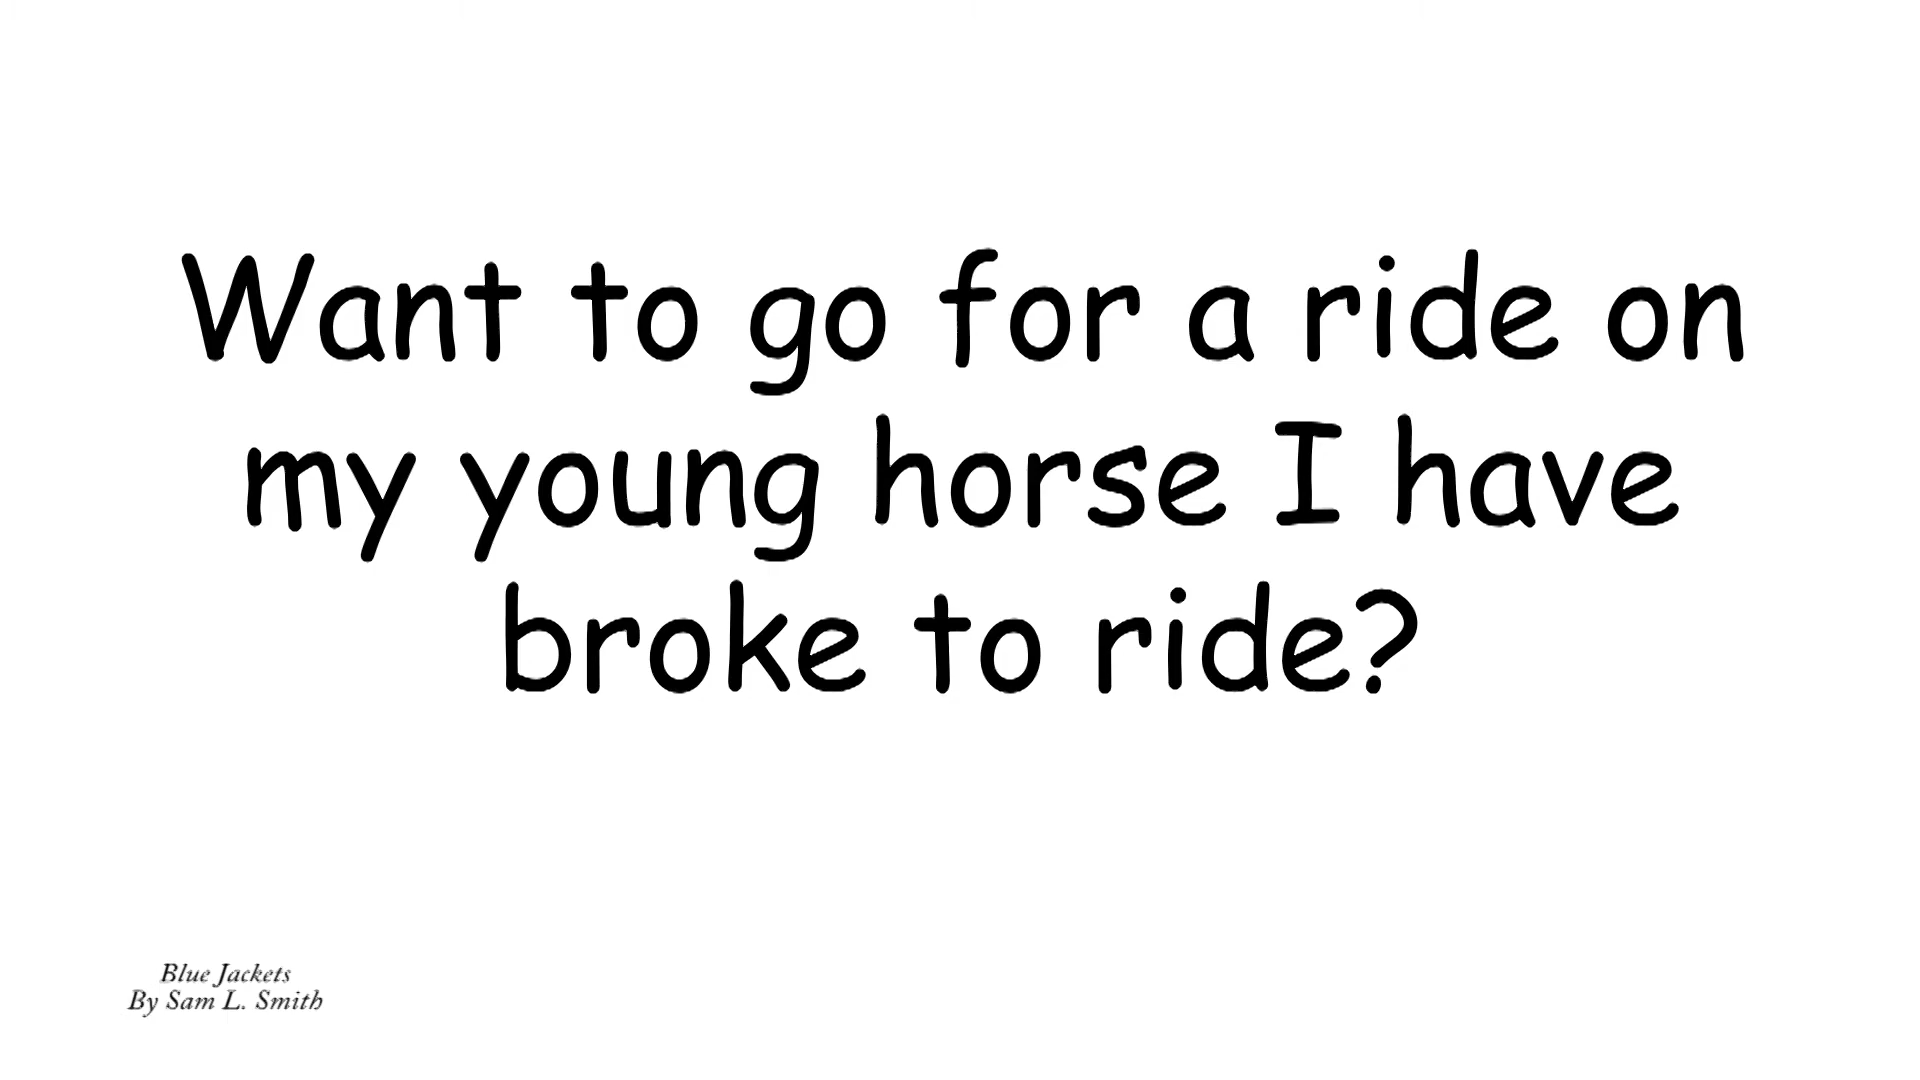 Want to go for a ride on
my young horse I have
broke to ride?
Blue Jackets
By Sam L. Smith